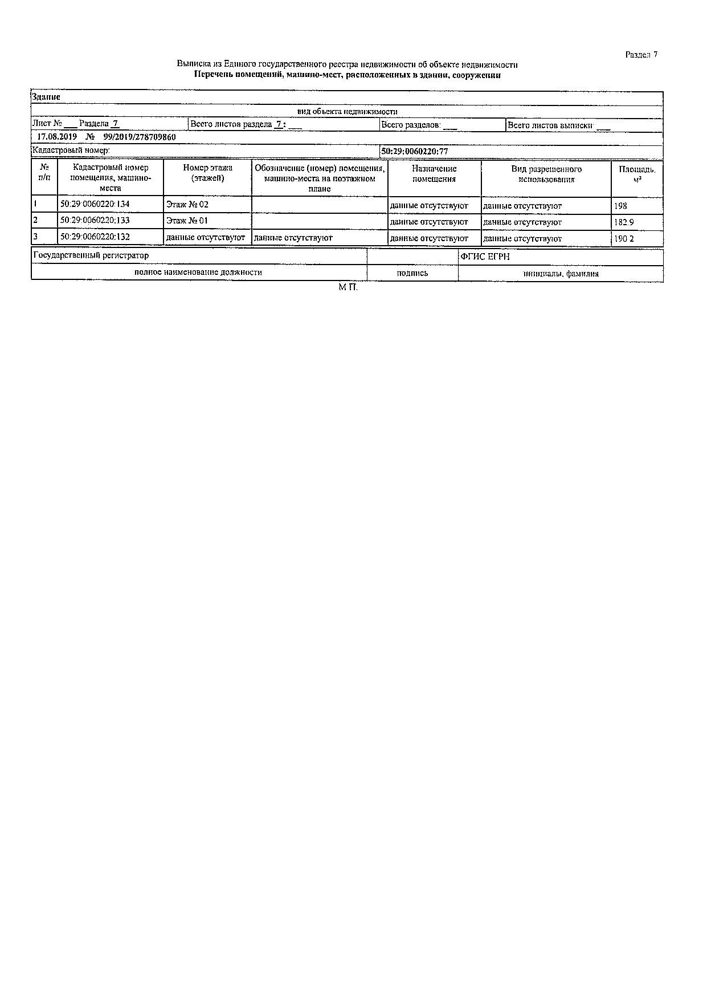 Раздел 7
Выписка из Единого государственного реестра недвижимости об объекте недвижимости
Перечень помещений, машино-мест, расположенных в здании, сооружении
Здание
вид объекта недвижимости
Лист № ___ Раздела 7 Всего листов раздела 7 : ___ Всего разделов: ___ Всего листов выписки: ___
17.08.2019 № 99/2019/278709860
Кадастровый номер: 50:29:0060220:77
№ п/п Кадастровый номер помещения, машино-места Номер этажа (этажей) Обозначение (номер) помещения, машино-места на поэтажном плане Назначение помещения Вид разрешенного использования Площадь, м²
1 50:29:0060220:134 Этаж № 02 данные отсутствуют данные отсутствуют 198
2 50:29:0060220:133 Этаж № 01 данные отсутствуют данные отсутствуют 182.9
3 50:29:0060220:132 данные отсутствуют данные отсутствуют данные отсутствуют данные отсутствуют 190.2
Государственный регистратор ФГИС ЕГРН
полное наименование должности подпись инициалы, фамилия
М.П.